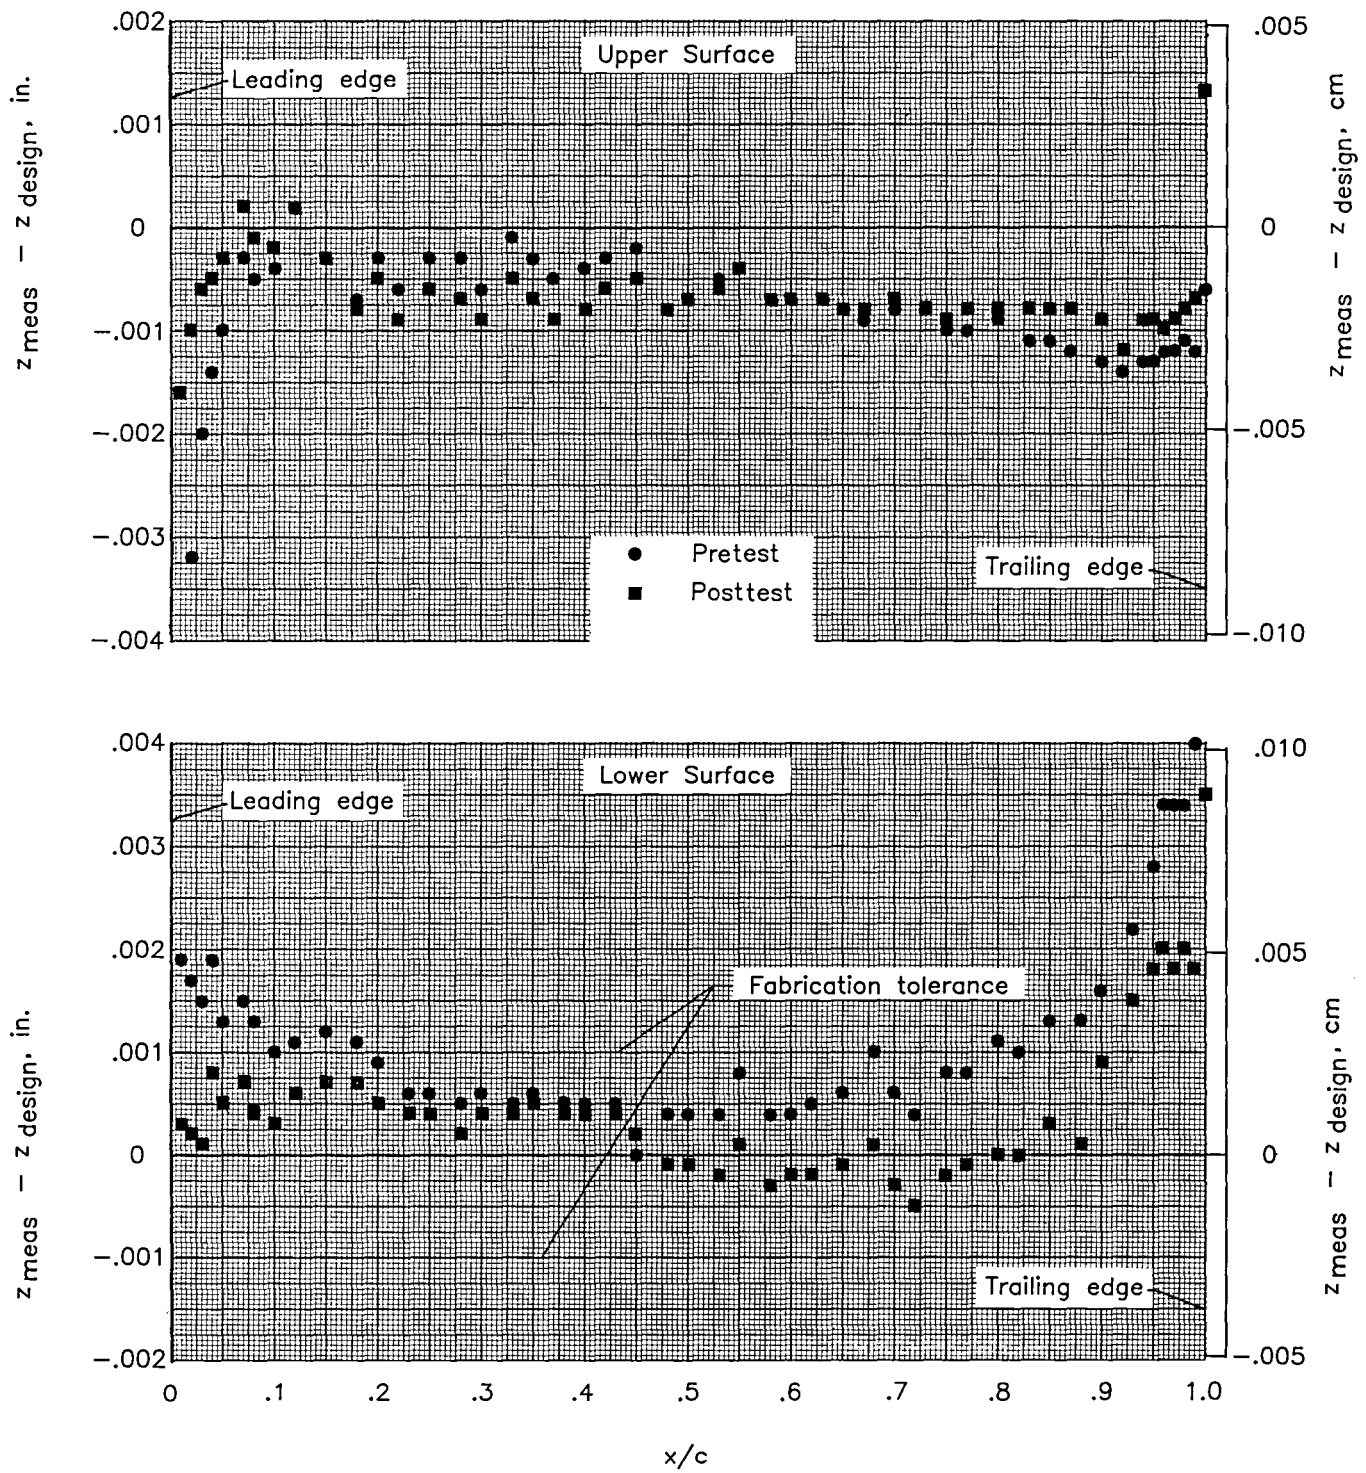 .002
.001
0
−.001
−.002
−.003
−.004
z meas − z design, in.
Upper Surface
Leading edge
Pretest
Posttest
Trailing edge
.005
0
−.005
−.010
z meas − z design, cm
.004
.003
.002
.001
0
−.001
−.002
z meas − z design, in.
Lower Surface
Leading edge
Fabrication tolerance
Trailing edge
.010
.005
0
−.005
z meas − z design, cm
0 .1 .2 .3 .4 .5 .6 .7 .8 .9 1.0
x/c